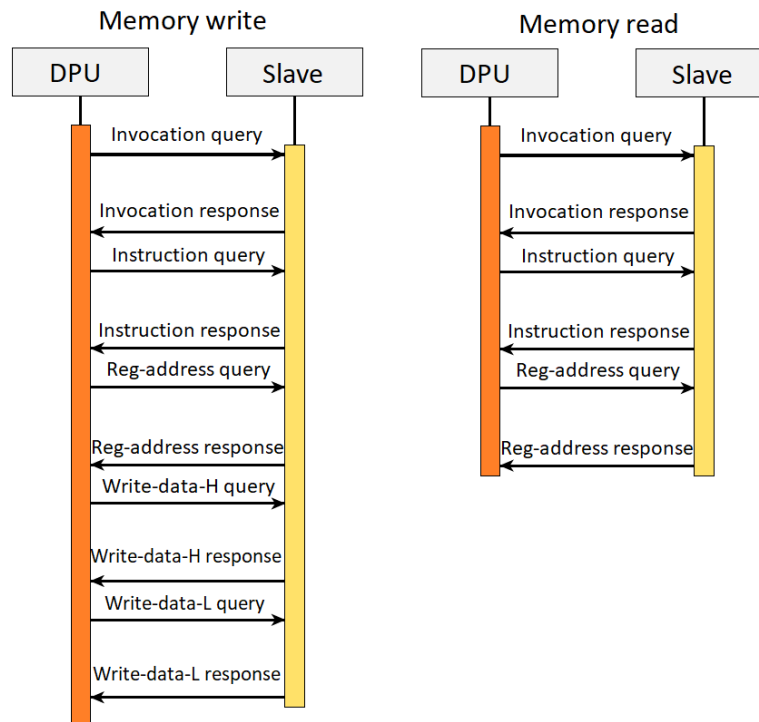 Memory write
DPU
Slave
Invocation query
Invocation response
Instruction query
Instruction response
Reg-address query
Reg-address response
Write-data-H query
Write-data-H response
Write-data-L query
Write-data-L response
Memory read
DPU
Slave
Invocation query
Invocation response
Instruction query
Instruction response
Reg-address query
Reg-address response